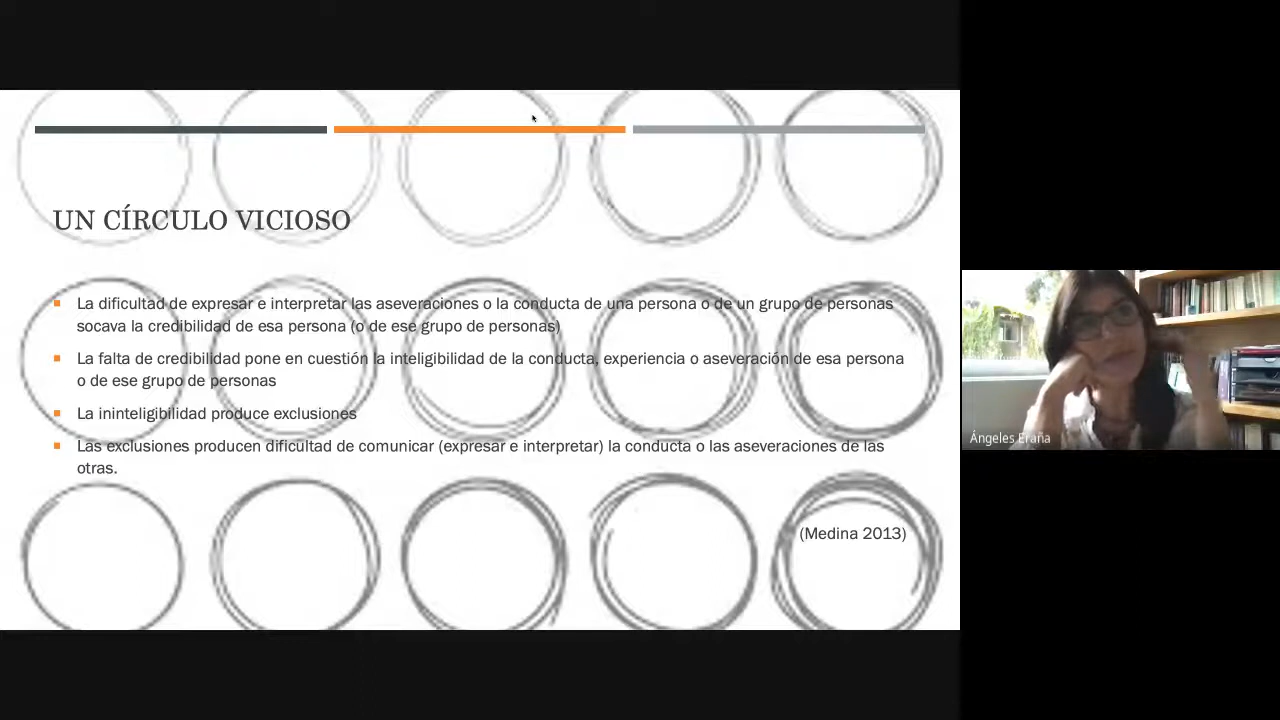 UN CÍRCULO VICIOSO
La dificultad de expresar e interpretar las aseveraciones o la conducta de una persona o de un grupo de personas
socava la credibilidad de esa persona (o de ese grupo de personas)
La falta de credibilidad pone en cuestión la inteligibilidad de la conducta, experiencia o aseveración de esa persona
o de ese grupo de personas
La ininteligibilidad produce exclusiones
Las exclusiones producen dificultad de comunicar (expresar e interpretar) la conducta o las aseveraciones de las
otras.
(Medina 2013)
Ángeles Eraña